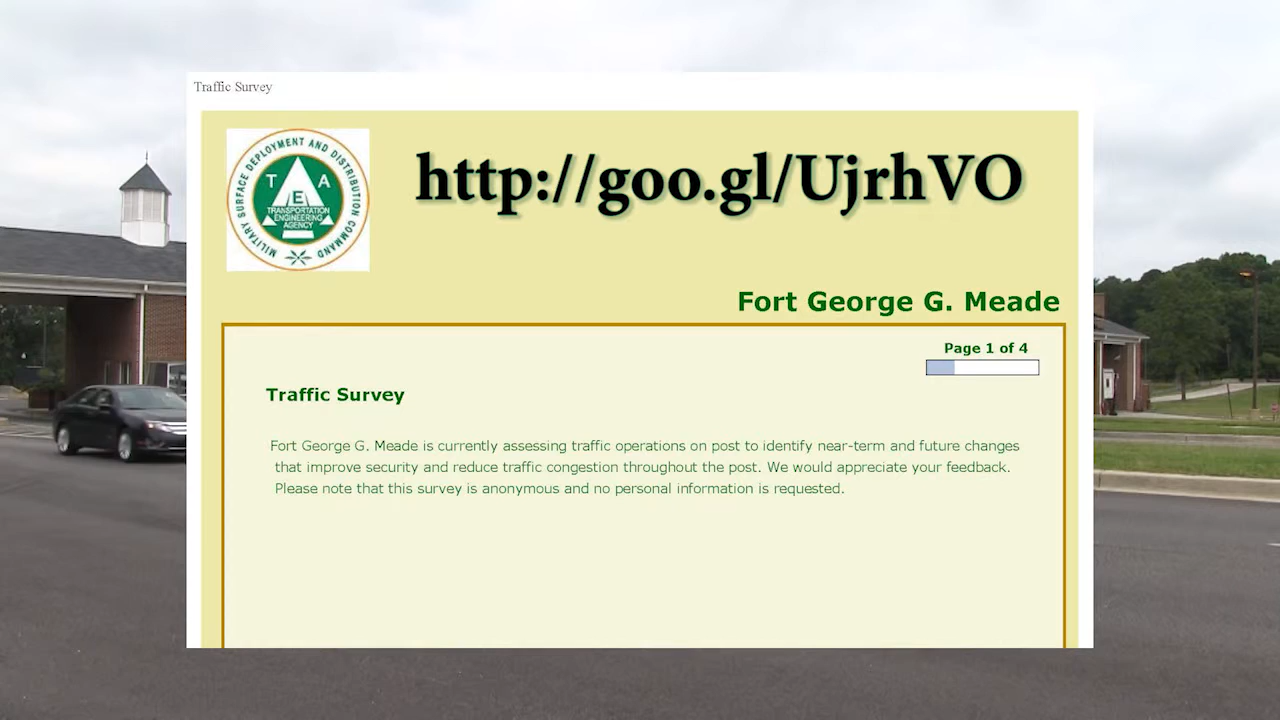 Traffic Survey
MILITARY SURFACE DEPLOYMENT AND DISTRIBUTION COMMAND
T E A
TRANSPORTATION
ENGINEERING
AGENCY
http://goo.gl/UjrhVO
Fort George G. Meade
Page 1 of 4
Traffic Survey
Fort George G. Meade is currently assessing traffic operations on post to identify near-term and future changes
that improve security and reduce traffic congestion throughout the post. We would appreciate your feedback.
Please note that this survey is anonymous and no personal information is requested.